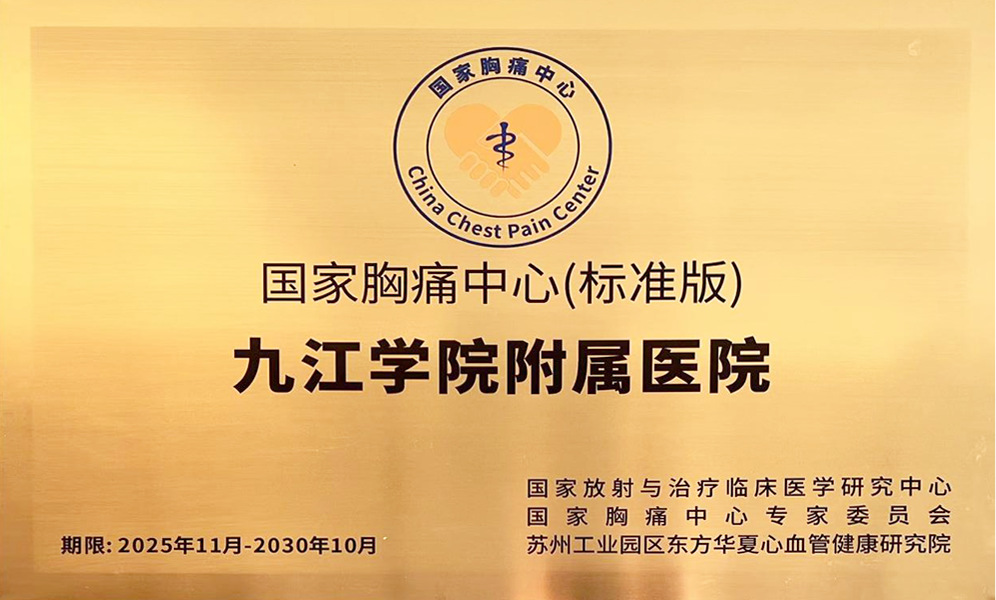 国家胸痛中心
China Chest Pain Center
国家胸痛中心(标准版)
九江学院附属医院
国家放射与治疗临床医学研究中心
国家胸痛中心专家委员会
苏州工业园区东方华夏心血管健康研究院
期限: 2025年11月-2030年10月